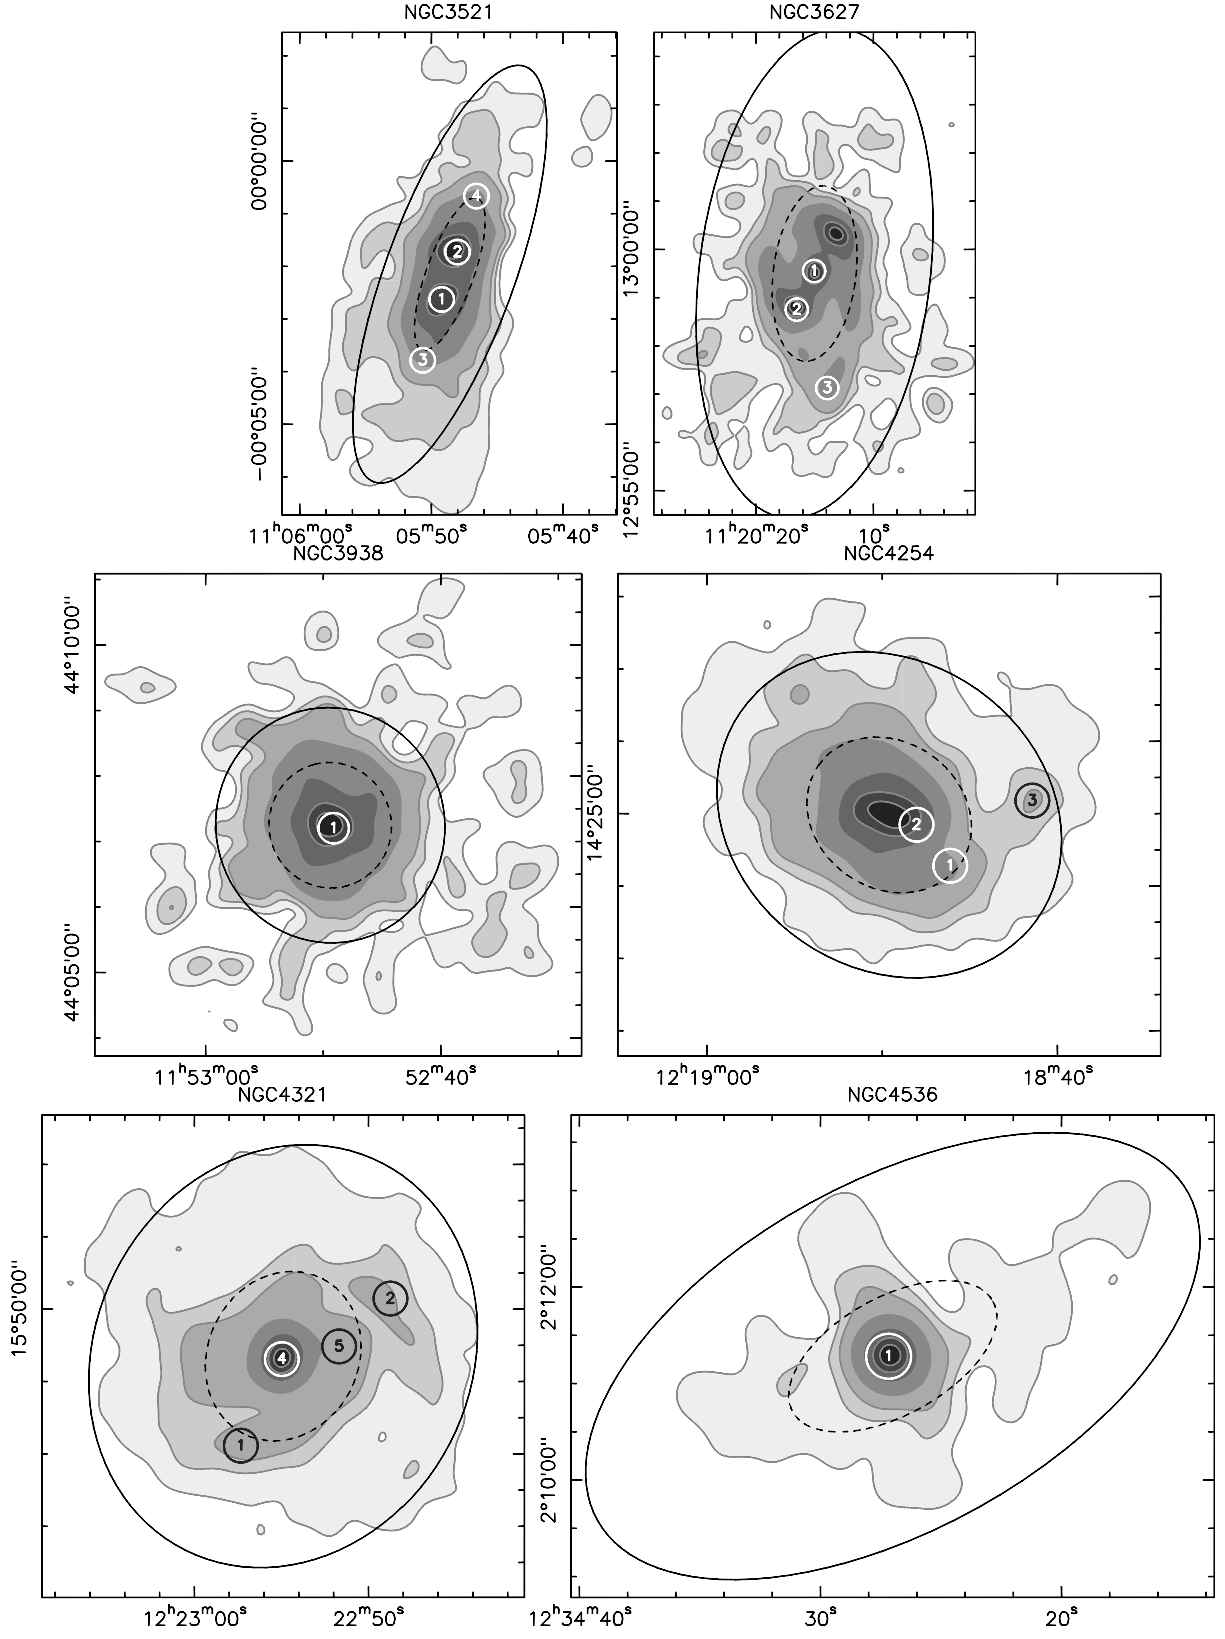 NGC3521
NGC3627
00°00'00''
−00°05'00''
4
2
1
3
11ʰ06ᵐ00ˢ
05ᵐ50ˢ
05ᵐ40ˢ
13°00'00''
12°55'00''
1
2
3
11ʰ20ᵐ20ˢ
10ˢ
NGC3938
NGC4254
44°10'00''
44°05'00''
1
11ʰ53ᵐ00ˢ
52ᵐ40ˢ
14°25'00''
3
2
1
12ʰ19ᵐ00ˢ
18ᵐ40ˢ
NGC4321
NGC4536
15°50'00''
2
5
4
1
12ʰ23ᵐ00ˢ
22ᵐ50ˢ
2°12'00''
2°10'00''
1
12ʰ34ᵐ40ˢ
30ˢ
20ˢ